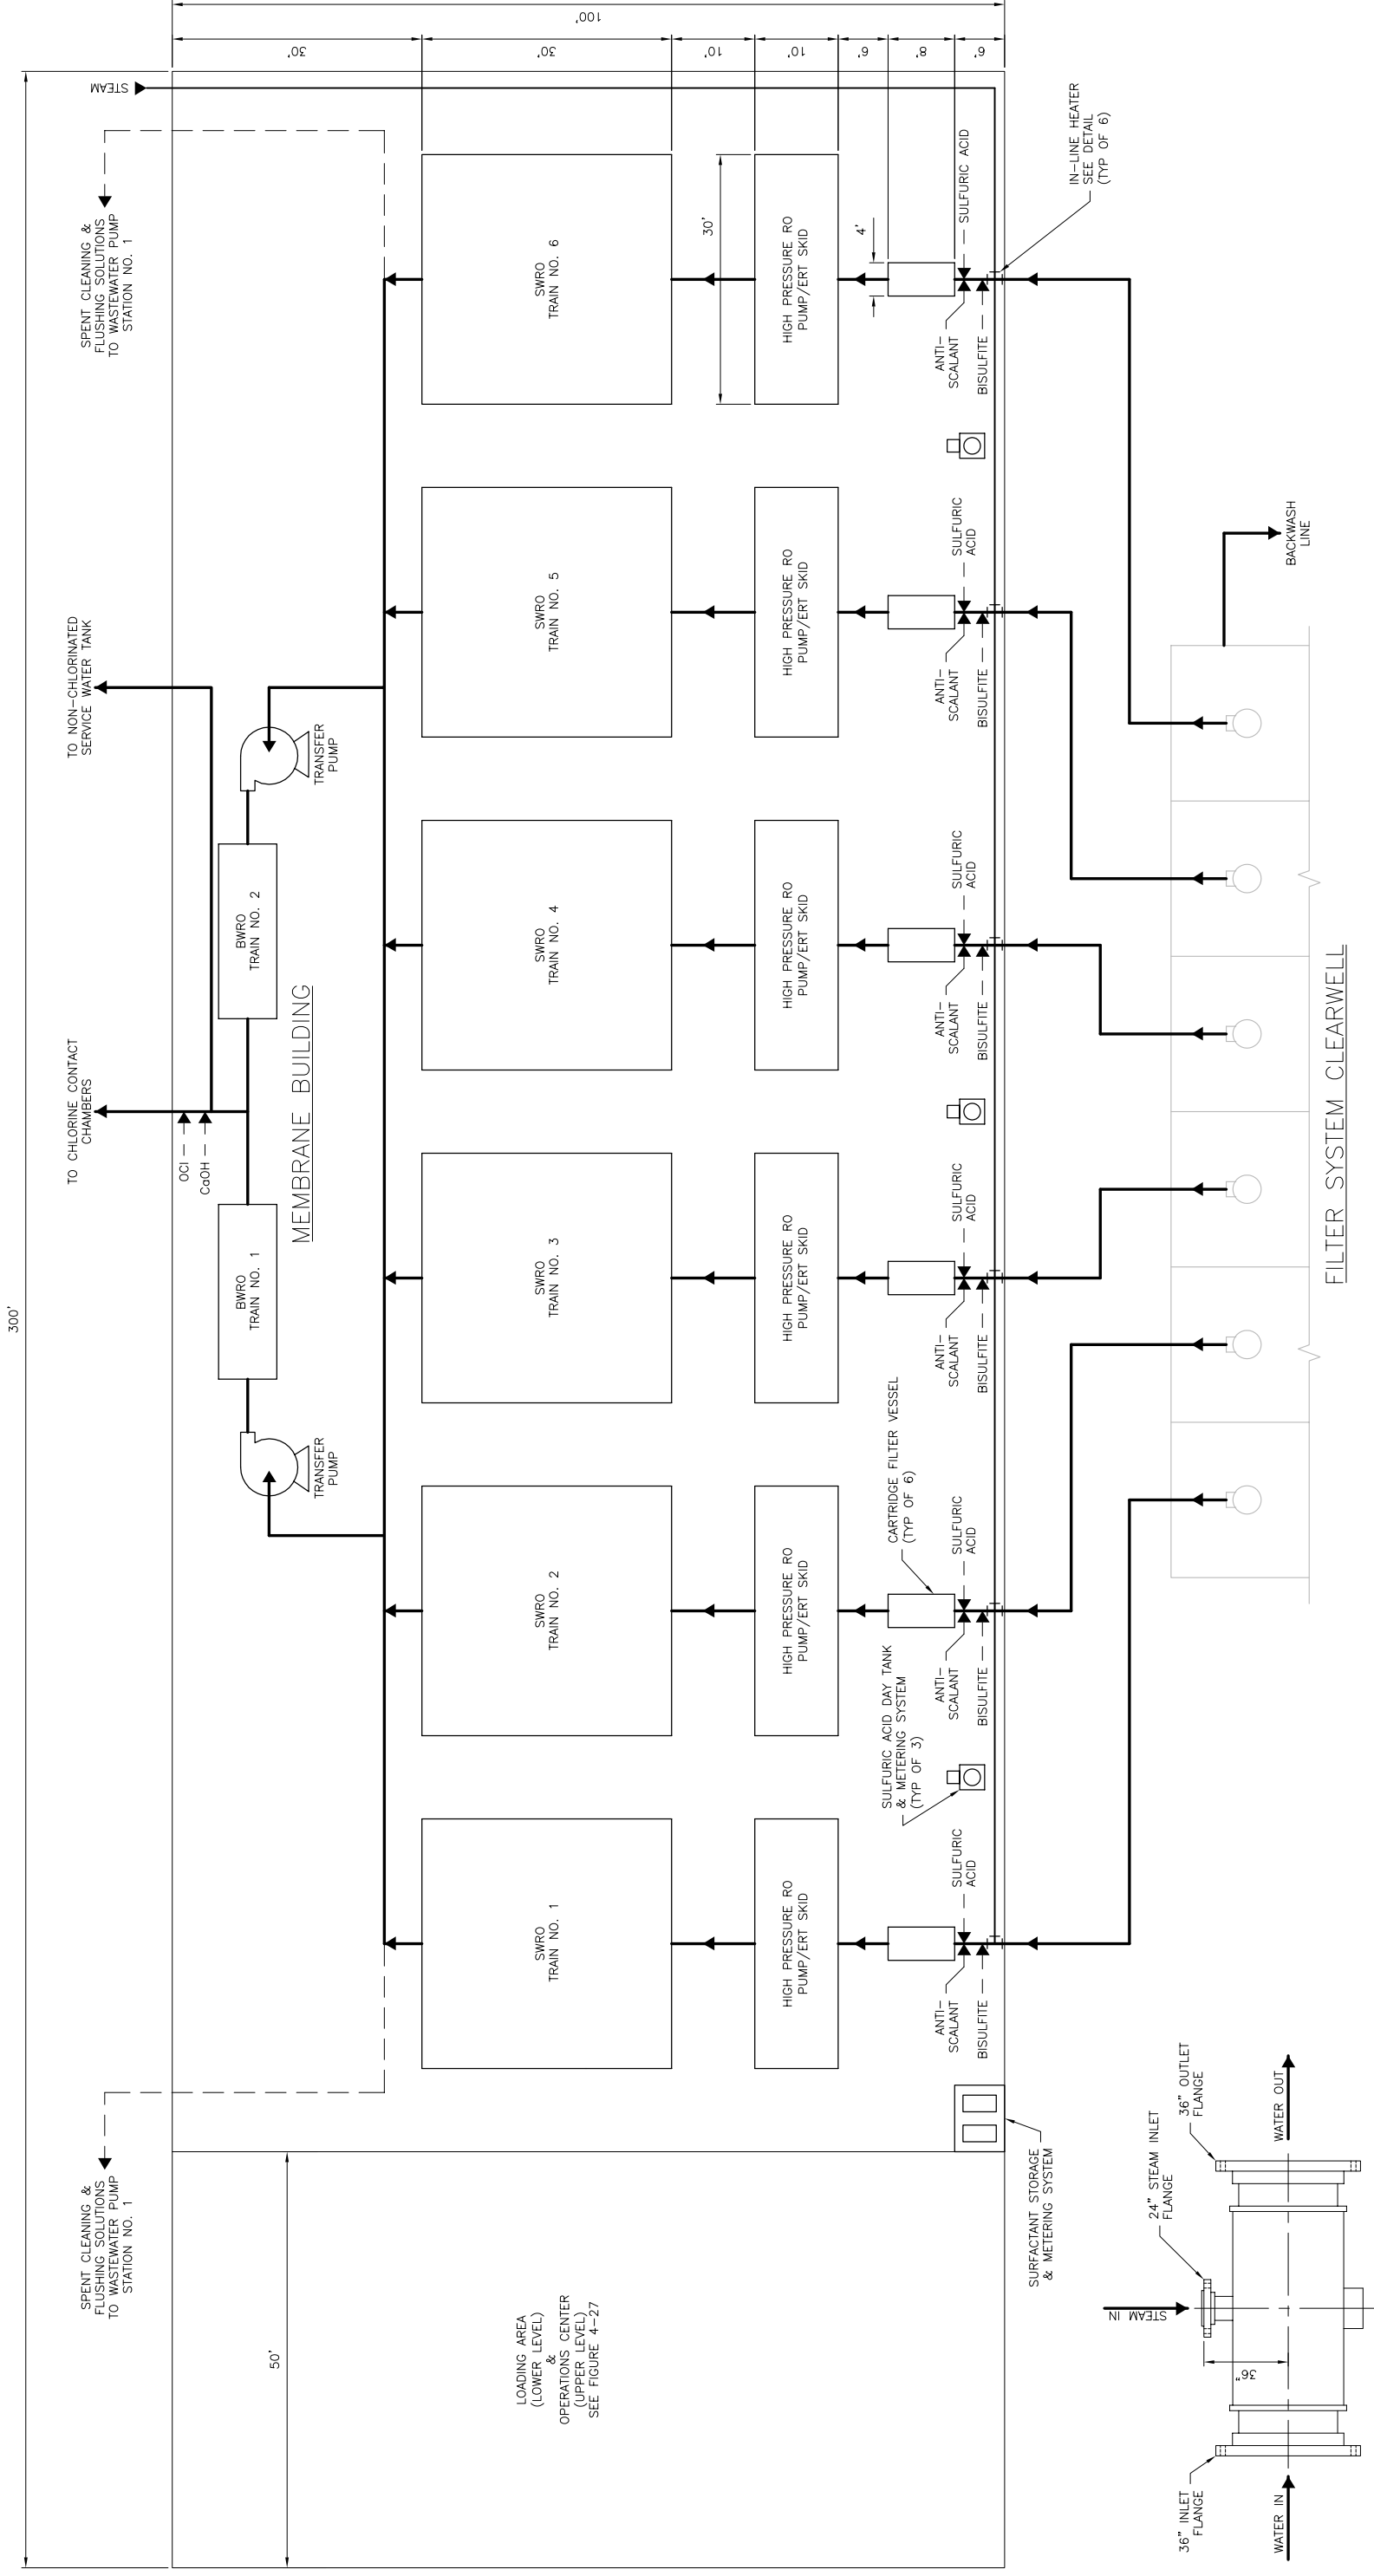 300'
SPENT CLEANING &
FLUSHING SOLUTIONS
TO WASTEWATER PUMP
STATION NO. 1
TO CHLORINE CONTACT
CHAMBERS
TO NON-CHLORINATED
SERVICE WATER TANK
SPENT CLEANING &
FLUSHING SOLUTIONS
TO WASTEWATER PUMP
STATION NO. 1
STEAM
OCl
CaOH
BWRO
TRAIN NO. 1
BWRO
TRAIN NO. 2
TRANSFER
PUMP
TRANSFER
PUMP
MEMBRANE BUILDING
50'
LOADING AREA
(LOWER LEVEL)
&
OPERATIONS CENTER
(UPPER LEVEL)
SEE FIGURE 4-27
SWRO
TRAIN NO. 1
SWRO
TRAIN NO. 2
SWRO
TRAIN NO. 3
SWRO
TRAIN NO. 4
SWRO
TRAIN NO. 5
SWRO
TRAIN NO. 6
30'
30'
10'
10'
6'
8'
6'
100'
30'
HIGH PRESSURE RO
PUMP/ERT SKID
HIGH PRESSURE RO
PUMP/ERT SKID
HIGH PRESSURE RO
PUMP/ERT SKID
HIGH PRESSURE RO
PUMP/ERT SKID
HIGH PRESSURE RO
PUMP/ERT SKID
HIGH PRESSURE RO
PUMP/ERT SKID
4'
SULFURIC ACID DAY TANK
& METERING SYSTEM
(TYP OF 3)
CARTRIDGE FILTER VESSEL
(TYP OF 6)
ANTI-
SCALANT
BISULFITE
SULFURIC
ACID
ANTI-
SCALANT
BISULFITE
SULFURIC
ACID
ANTI-
SCALANT
BISULFITE
SULFURIC
ACID
ANTI-
SCALANT
BISULFITE
SULFURIC
ACID
ANTI-
SCALANT
BISULFITE
SULFURIC
ACID
ANTI-
SCALANT
BISULFITE
SULFURIC ACID
SURFACTANT STORAGE
& METERING SYSTEM
IN-LINE HEATER
SEE DETAIL
(TYP OF 6)
BACKWASH
LINE
FILTER SYSTEM CLEARWELL
STEAM IN
24" STEAM INLET
FLANGE
36" INLET
FLANGE
36" OUTLET
FLANGE
36"
WATER IN
WATER OUT